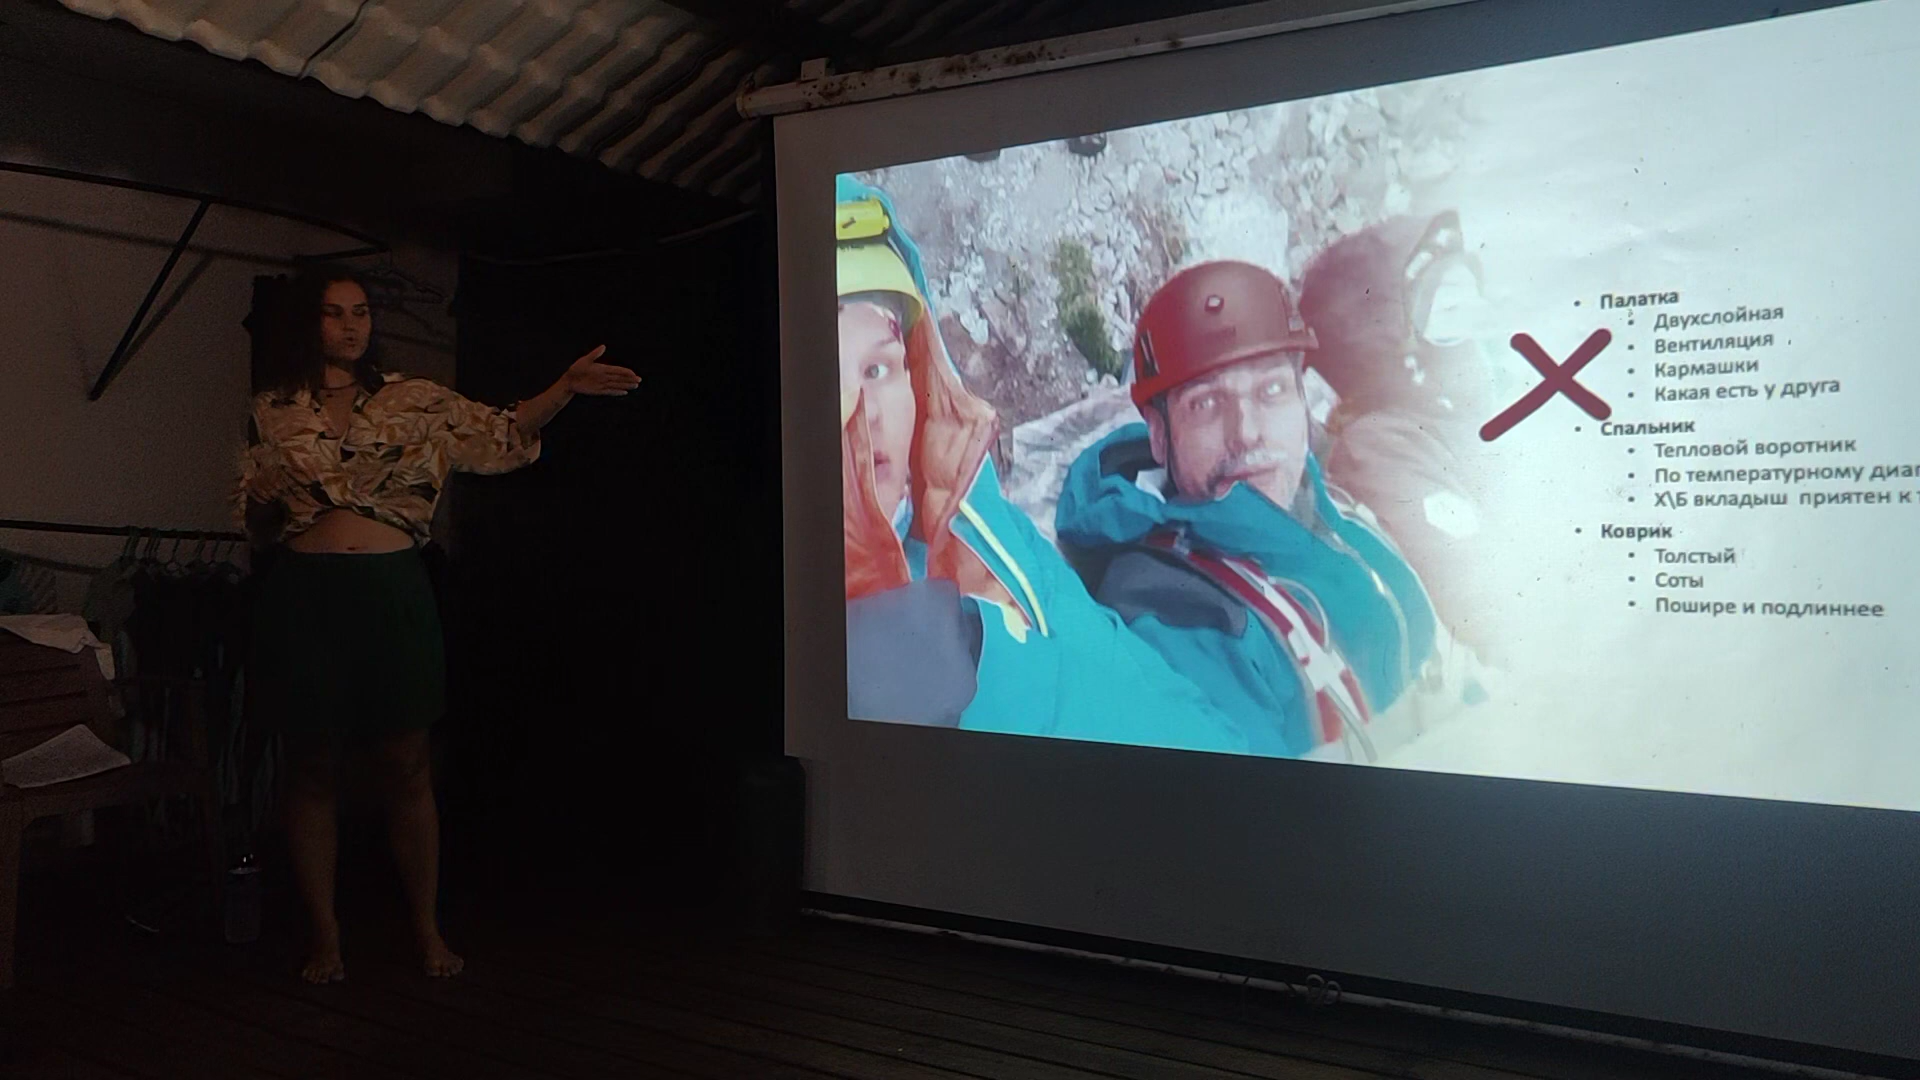 Палатка
Двухслойная
Вентиляция
Кармашки
Какая есть у друга
Спальник
Тепловой воротник
По температурному
Х\Б вкладыш приятен к
Коврик
Толстый
Соты
Пошире и подлиннее